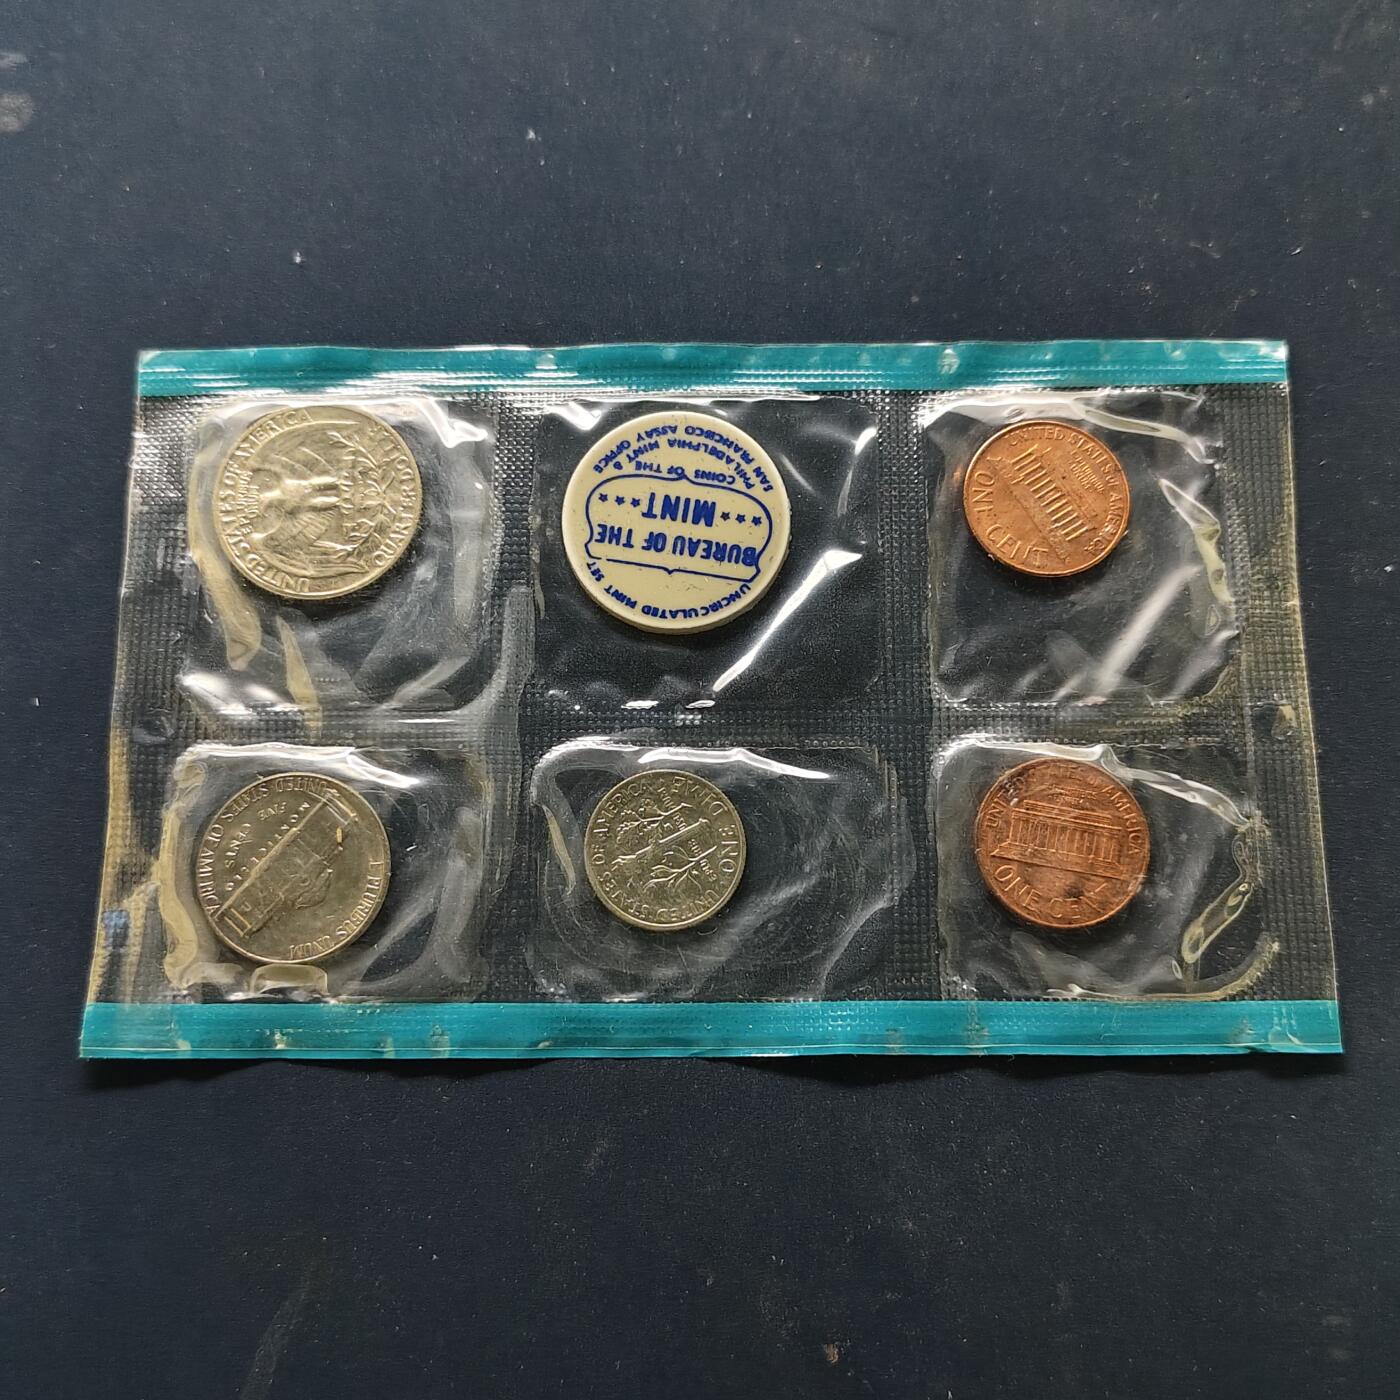 UNITED STATES OF AMERICA
QUARTER DOLLAR
UNCIRCULATED MINT SET
BUREAU OF THE
MINT
COINS OF THE
PHILADELPHIA MINT &
SAN FRANCISCO ASSAY OFFICE
UNITED STATES OF AMERICA
ONE CENT
E PLURIBUS UNUM
MONTICELLO
FIVE CENTS
UNITED STATES OF AMERICA
UNITED STATES OF AMERICA
ONE DIME
UNITED STATES OF AMERICA
ONE CENT